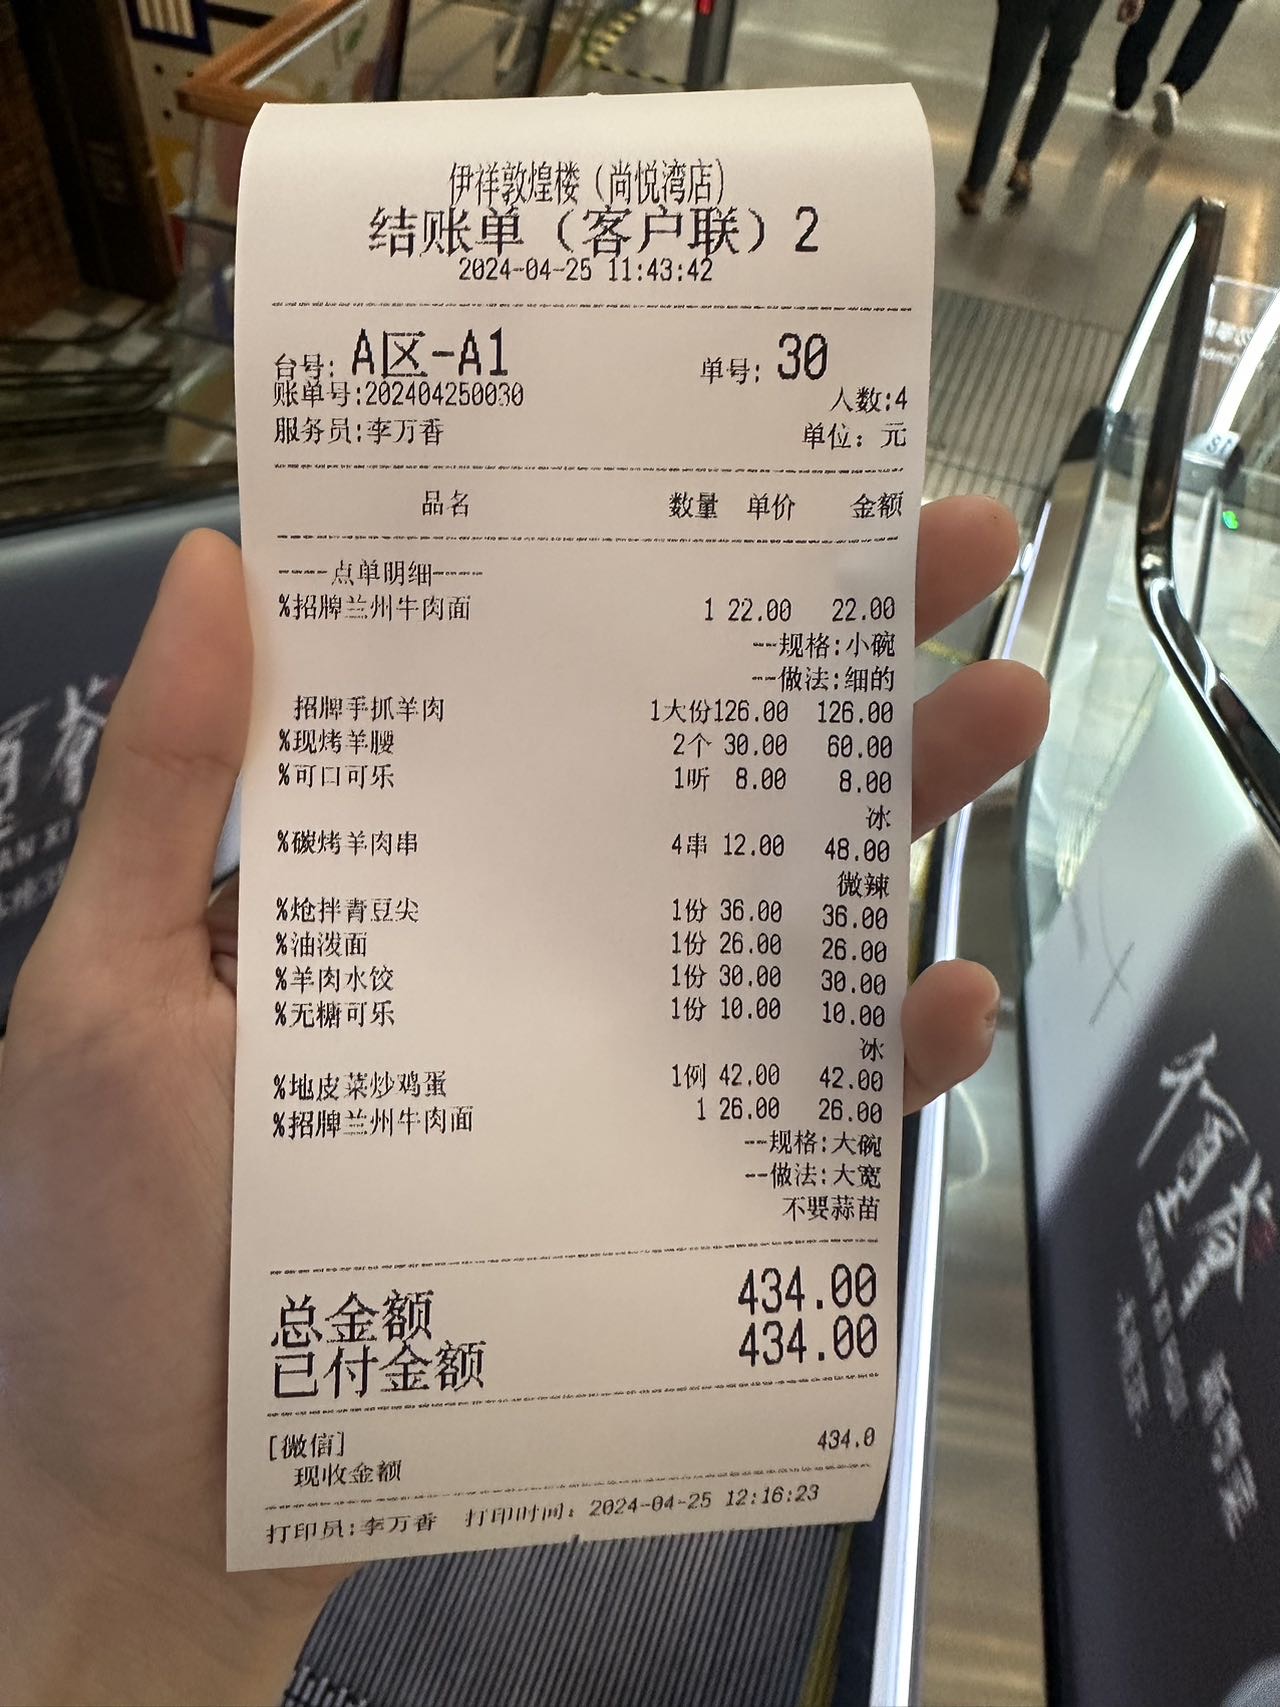 伊祥敦煌楼（尚悦湾店）
结账单（客户联）2
2024-04-25 11:43:42
台号: A区-A1 单号: 30
账单号:202404250030 人数:4
服务员:李万香 单位: 元
品名 数量 单价 金额
----点单明细----
%招牌兰州牛肉面 1 22.00 22.00
--规格:小碗
--做法:细的
招牌手抓羊肉 1大份126.00 126.00
%现烤羊腰 2个 30.00 60.00
%可口可乐 1听 8.00 8.00
冰
%碳烤羊肉串 4串 12.00 48.00
微辣
%炝拌青豆尖 1份 36.00 36.00
%油泼面 1份 26.00 26.00
%羊肉水饺 1份 30.00 30.00
%无糖可乐 1份 10.00 10.00
冰
%地皮菜炒鸡蛋 1例 42.00 42.00
%招牌兰州牛肉面 1 26.00 26.00
--规格:大碗
--做法:大宽
不要蒜苗
总金额 434.00
已付金额 434.00
[微信] 434.0
现收金额
打印员:李万香 打印时间: 2024-04-25 12:16:23